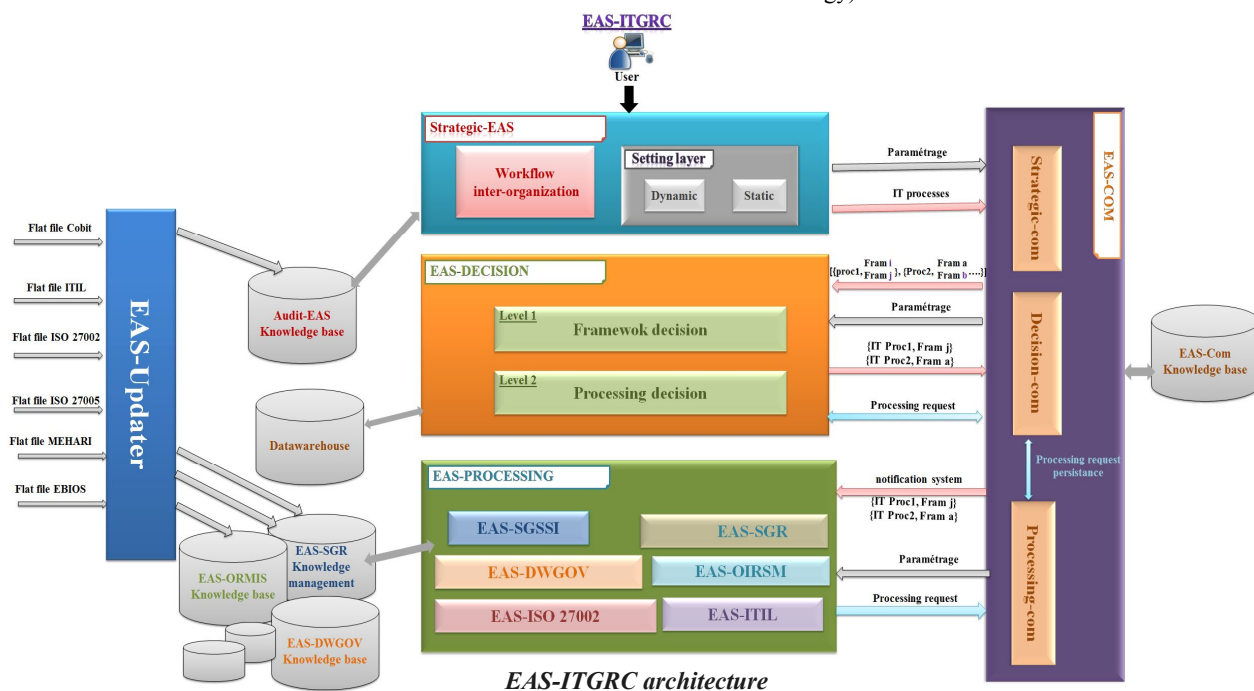 gy,
EAS-ITGRC
User
Strategic-EAS
Workflow
inter-organization
Setting layer
Dynamic
Static
Paramétrage
IT processes
Strategic-com
EAS-COM
Flat file Cobit
Flat file ITIL
Flat file ISO 27002
Flat file ISO 27005
Flat file MEHARI
Flat file EBIOS
EAS-Updater
Audit-EAS
Knowledge base
EAS-DECISION
Level 1
Framewok decision
Level 2
Processing decision
Fram i
Fram a
[{proc1,
}, {Proc2,
Fram j
Fram b
....}]
Paramétrage
{IT Proc1, Fram j}
{IT Proc2, Fram a}
Processing request
Decision-com
EAS-Com
Knowledge base
Datawarehouse
Processing request
persistance
EAS-PROCESSING
EAS-SGSSI
EAS-SGR
EAS-DWGOV
EAS-OIRSM
EAS-ISO 27002
EAS-ITIL
notification system
{IT Proc1, Fram j}
{IT Proc2, Fram a}
Paramétrage
Processing request
Processing-com
EAS-SGR
Knowledge
management
EAS-ORMIS
Knowledge base
EAS-DWGOV
Knowledge base
EAS-ITGRC architecture